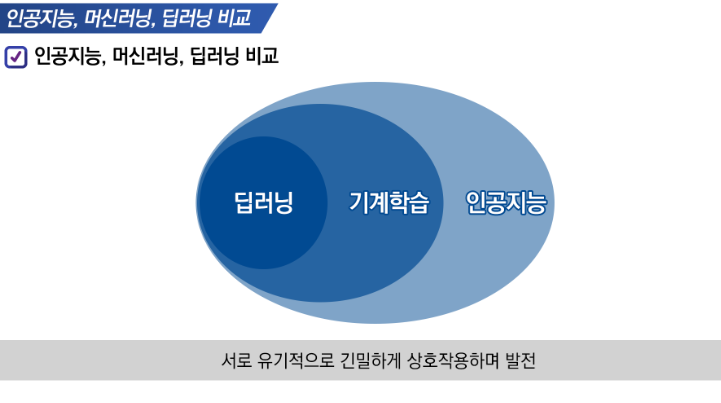 인공지능, 머신러닝, 딥러닝 비교
인공지능, 머신러닝, 딥러닝 비교
딥러닝 기계학습 인공지능
서로 유기적으로 긴밀하게 상호작용하며 발전